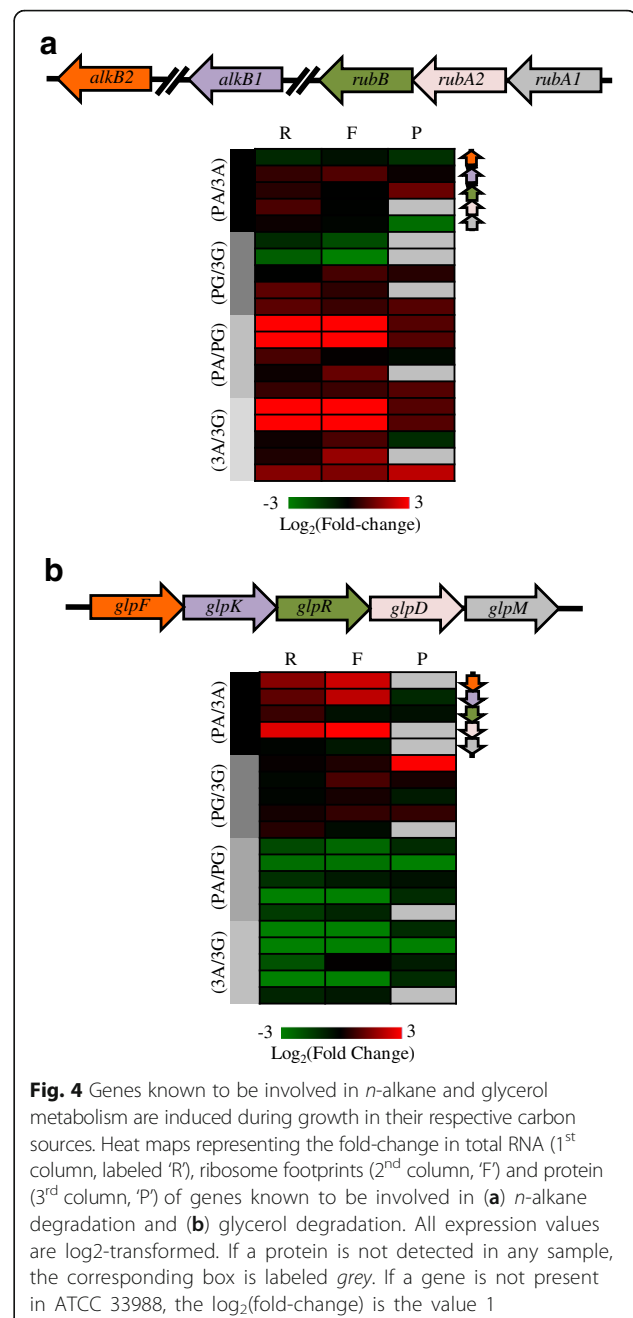 a
alkB2 alkB1 rubB rubA2 rubA1
R F P
(PA/3A)
(PG/3G)
(PA/PG)
(3A/3G)
-3 3
Log2(Fold-change)
b
glpF glpK glpR glpD glpM
R F P
(PA/3A)
(PG/3G)
(PA/PG)
(3A/3G)
-3 3
Log2(Fold Change)
Fig. 4 Genes known to be involved in n-alkane and glycerol
metabolism are induced during growth in their respective carbon
sources. Heat maps representing the fold-change in total RNA (1st
column, labeled ‘R’), ribosome footprints (2nd column, ‘F’) and protein
(3rd column, ‘P’) of genes known to be involved in (a) n-alkane
degradation and (b) glycerol degradation. All expression values
are log2-transformed. If a protein is not detected in any sample,
the corresponding box is labeled grey. If a gene is not present
in ATCC 33988, the log2(fold-change) is the value 1